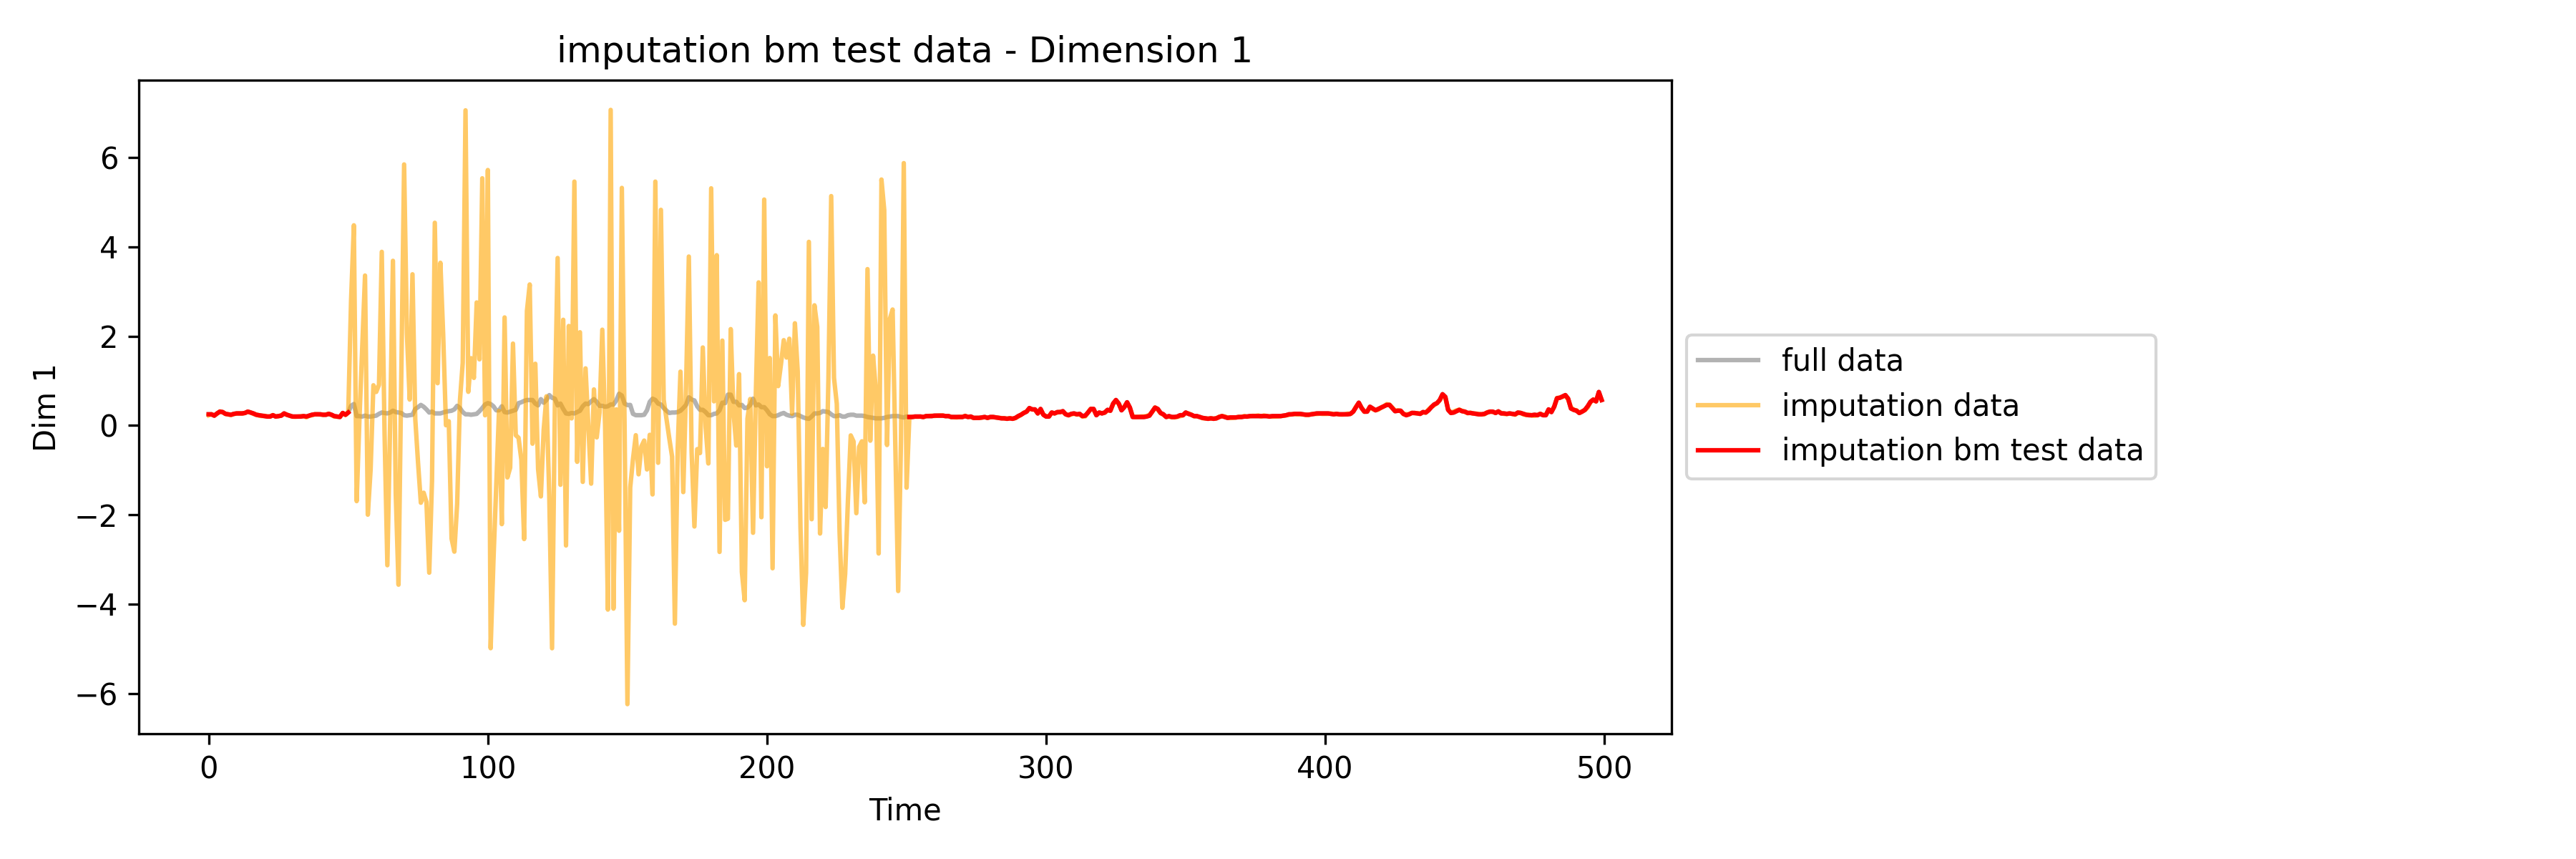 imputation bm test data - Dimension 1
Dim 1
6
4
2
0
−2
−4
−6
0 100 200 300 400 500
Time
full data
imputation data
imputation bm test data